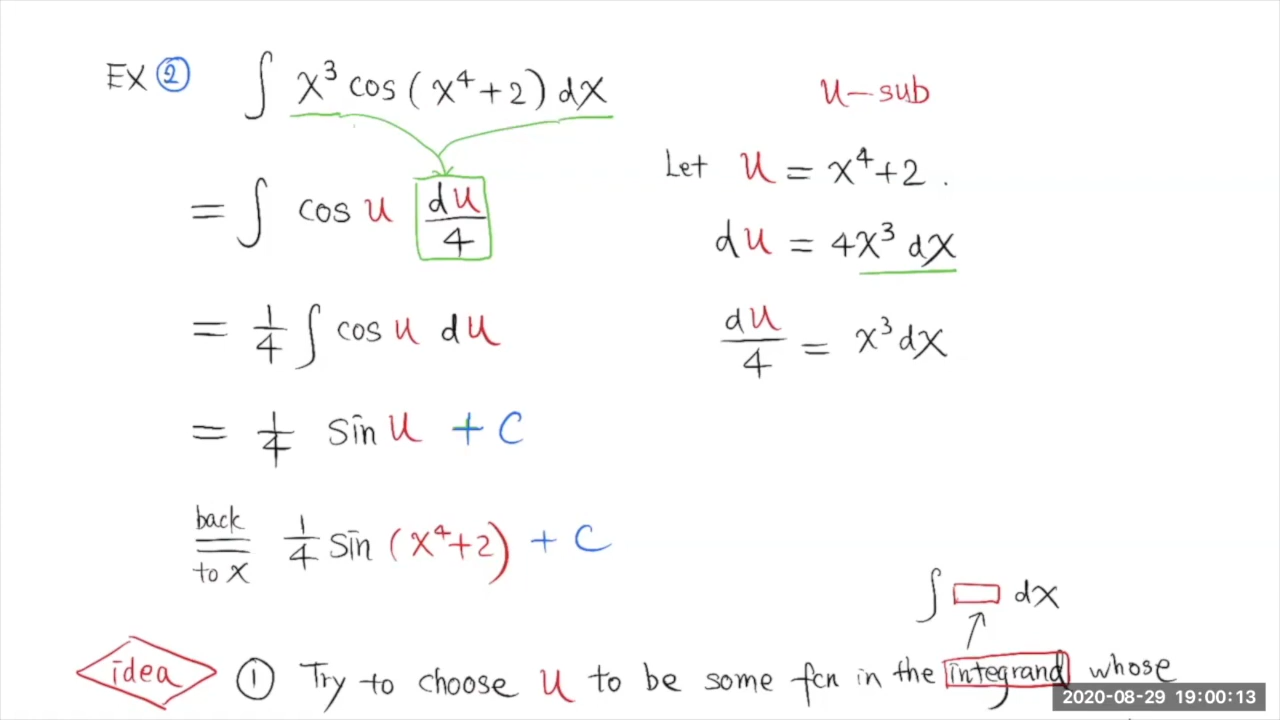 EX ② ∫ x³ cos (x⁴+2) dx
u-sub
Let u = x⁴+2 .
= ∫ cos u du/4
du = 4x³ dx
= 1/4 ∫ cos u du
du/4 = x³ dx
= 1/4 sin u + C
back to x = 1/4 sin (x⁴+2) + C
∫ ▭ dx
idea ① Try to choose u to be some fcn in the integrand whose
2020-08-29 19:00:13